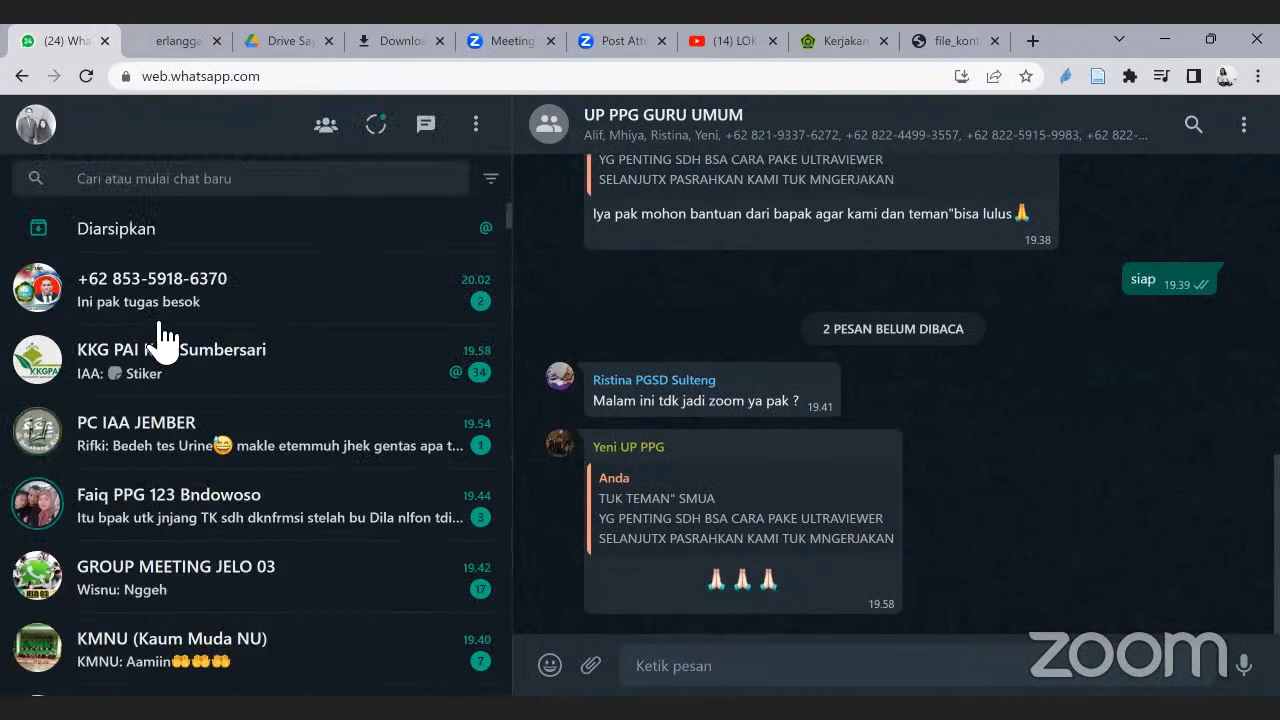 (24) Wha
erlangga
Drive Say
Downlo
Meeting
Post Atte
(14) LOK
Kerjakan
file_kont
web.whatsapp.com
Cari atau mulai chat baru
Diarsipkan
@
+62 853-5918-6370
20.02
Ini pak tugas besok
2
KKG PAI K Sumbersari
19.58
IAA: Stiker
@ 34
PC IAA JEMBER
19.54
Rifki: Bedeh tes Urine😅 makle etemmuh jhek gentas apa t...
1
Faiq PPG 123 Bndowoso
19.44
Itu bpak utk jnjang TK sdh dknfrmsi stelah bu Dila nlfon tdi...
3
GROUP MEETING JELO 03
19.42
Wisnu: Nggeh
17
KMNU (Kaum Muda NU)
19.40
KMNU: Aamiin🤲🤲🤲
7
UP PPG GURU UMUM
Alif, Mhiya, Ristina, Yeni, +62 821-9337-6272, +62 822-4499-3557, +62 822-5915-9983, +62 822-...
YG PENTING SDH BSA CARA PAKE ULTRAVIEWER
SELANJUTX PASRAHKAN KAMI TUK MNGERJAKAN
Iya pak mohon bantuan dari bapak agar kami dan teman"bisa lulus🙏
19.38
siap
19.39
2 PESAN BELUM DIBACA
Ristina PGSD Sulteng
Malam ini tdk jadi zoom ya pak ?
19.41
Yeni UP PPG
Anda
TUK TEMAN" SMUA
YG PENTING SDH BSA CARA PAKE ULTRAVIEWER
SELANJUTX PASRAHKAN KAMI TUK MNGERJAKAN
🙏🏻🙏🏻🙏🏻
19.58
Ketik pesan
zoom